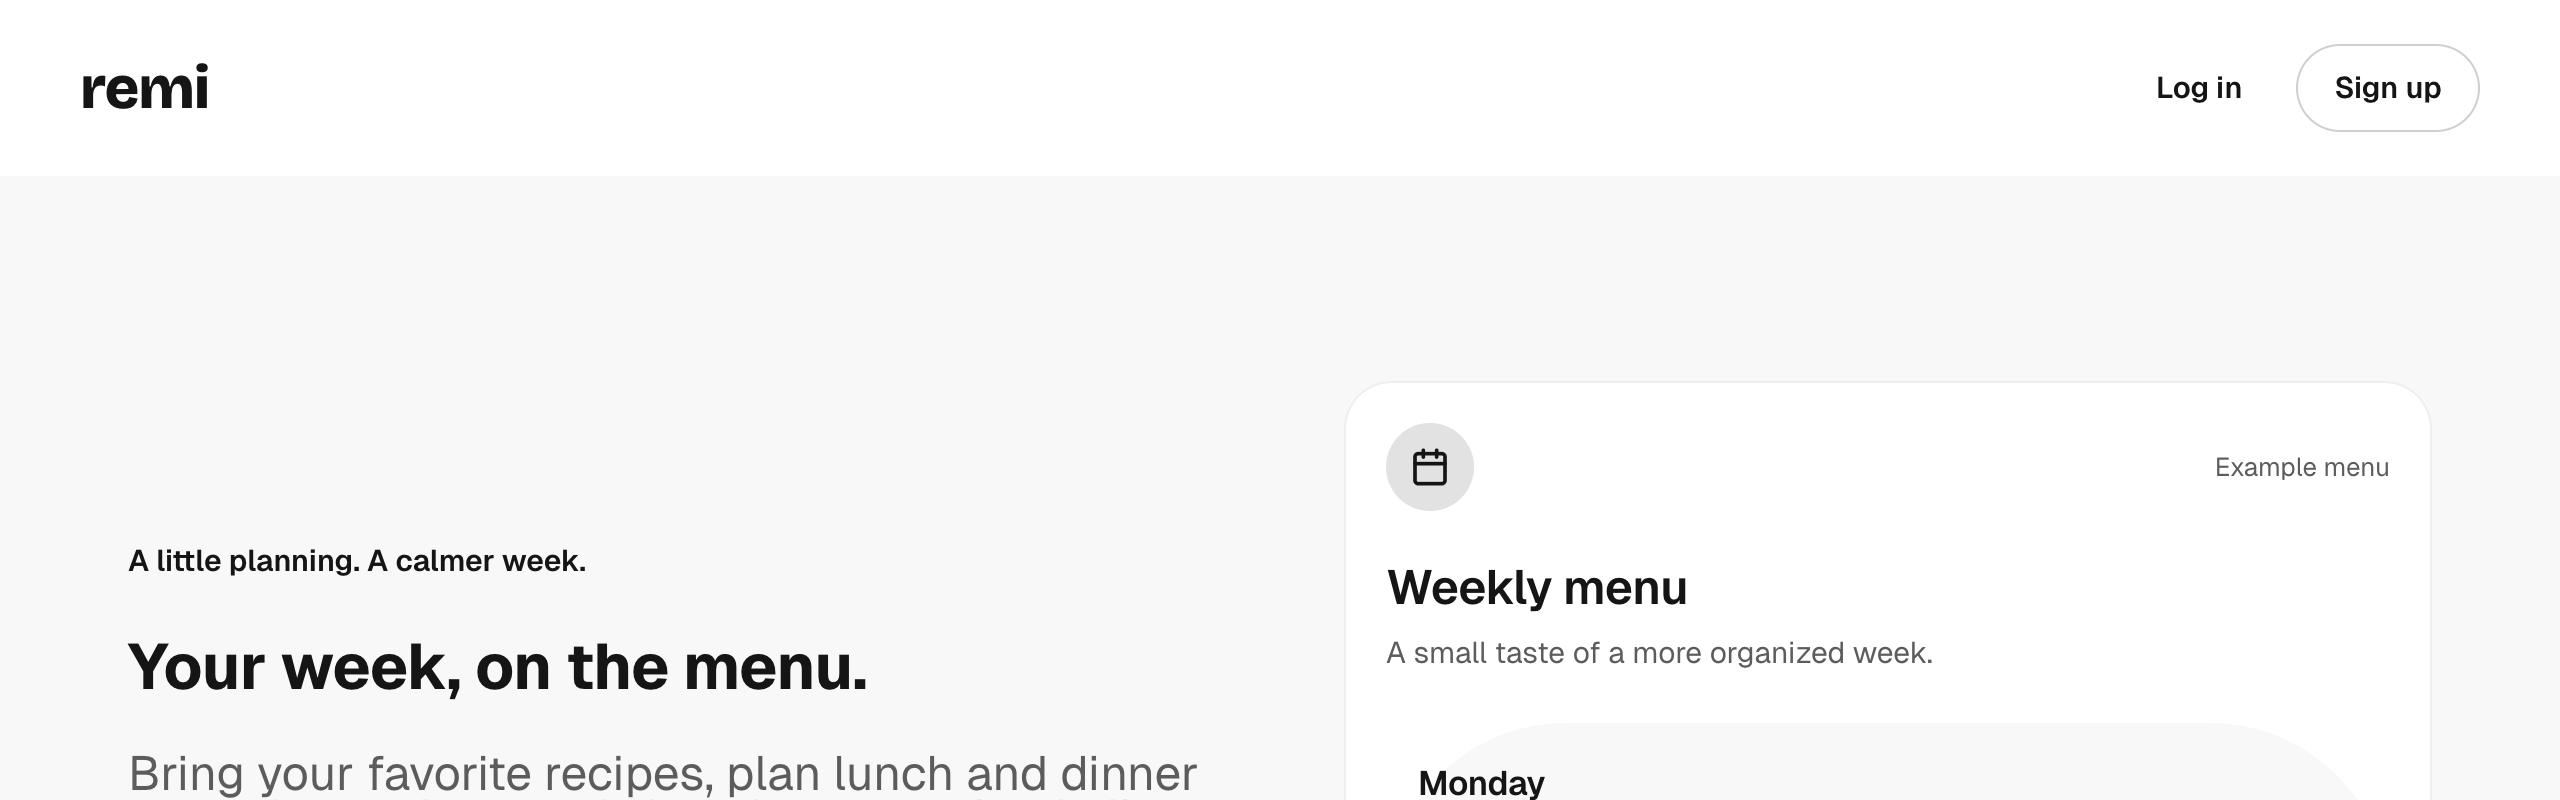 remi
Log in
Sign up
A little planning. A calmer week.
Your week, on the menu.
Bring your favorite recipes, plan lunch and dinner
Example menu
Weekly menu
A small taste of a more organized week.
Monday